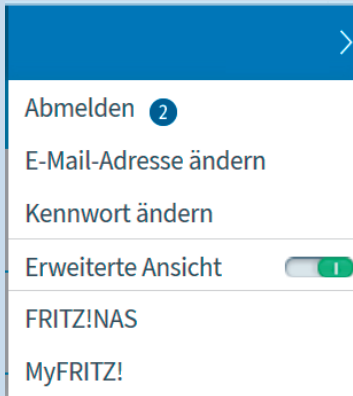 Abmelden 2
E-Mail-Adresse ändern
Kennwort ändern
Erweiterte Ansicht
FRITZ!NAS
MyFRITZ!